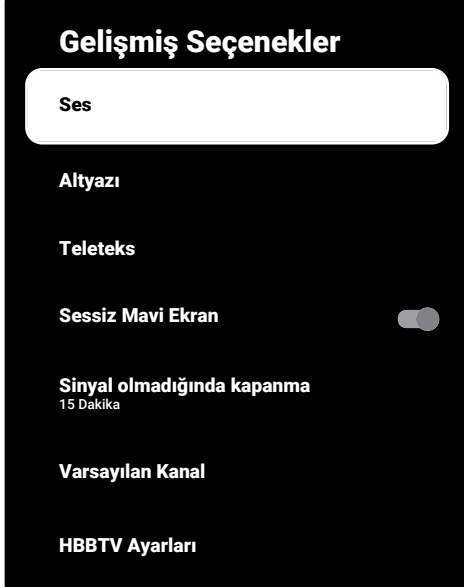 Gelişmiş Seçenekler
Ses
Altyazı
Teleteks
Sessiz Mavi Ekran
Sinyal olmadığında kapanma
15 Dakika
Varsayılan Kanal
HBBTV Ayarları